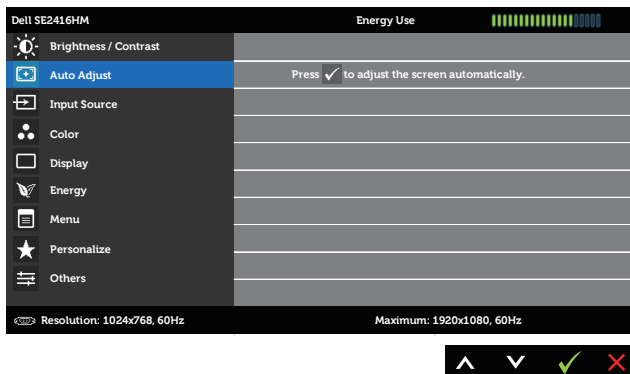 Dell SE2416HM Energy Use
Brightness / Contrast
Auto Adjust
Press ✓ to adjust the screen automatically.
Input Source
Color
Display
Energy
Menu
Personalize
Others
Resolution: 1024x768, 60Hz Maximum: 1920x1080, 60Hz